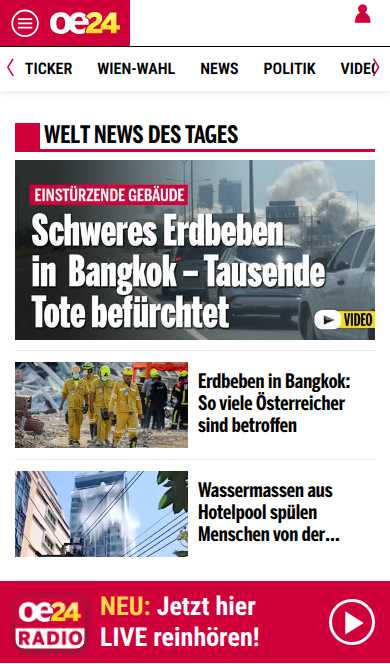 oe24
TICKER WIEN-WAHL NEWS POLITIK VIDEO
WELT NEWS DES TAGES
EINSTÜRZENDE GEBÄUDE
Schweres Erdbeben
in Bangkok – Tausende
Tote befürchtet
VIDEO
Erdbeben in Bangkok:
So viele Österreicher
sind betroffen
Wassermassen aus
Hotelpool spülen
Menschen von der...
oe24
RADIO
NEU: Jetzt hier
LIVE reinhören!